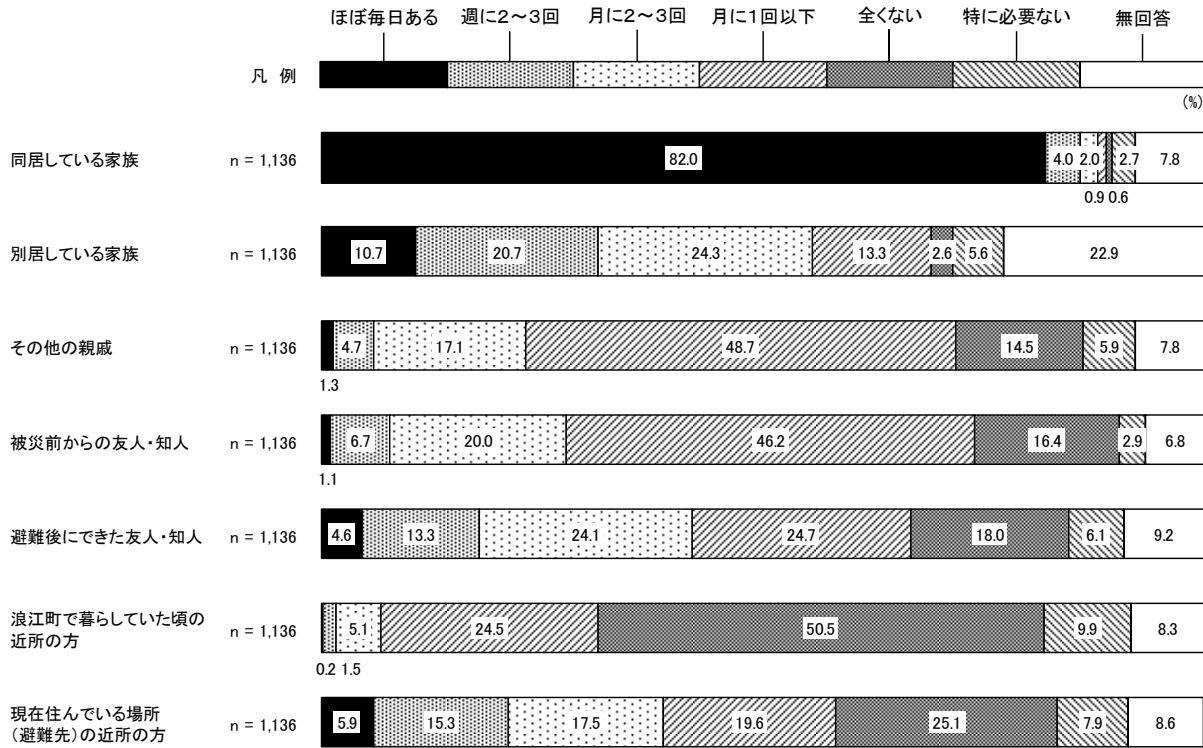 ほぼ毎日ある 週に2～3回 月に2～3回 月に1回以下 全くない 特に必要ない 無回答
凡 例
(%)
同居している家族 n = 1,136 82.0 4.0 2.0 2.7 7.8
0.9 0.6
別居している家族 n = 1,136 10.7 20.7 24.3 13.3 2.6 5.6 22.9
その他の親戚 n = 1,136 4.7 17.1 48.7 14.5 5.9 7.8
1.3
被災前からの友人・知人 n = 1,136 6.7 20.0 46.2 16.4 2.9 6.8
1.1
避難後にできた友人・知人 n = 1,136 4.6 13.3 24.1 24.7 18.0 6.1 9.2
浪江町で暮らしていた頃の
近所の方 n = 1,136 5.1 24.5 50.5 9.9 8.3
0.2 1.5
現在住んでいる場所
（避難先）の近所の方 n = 1,136 5.9 15.3 17.5 19.6 25.1 7.9 8.6